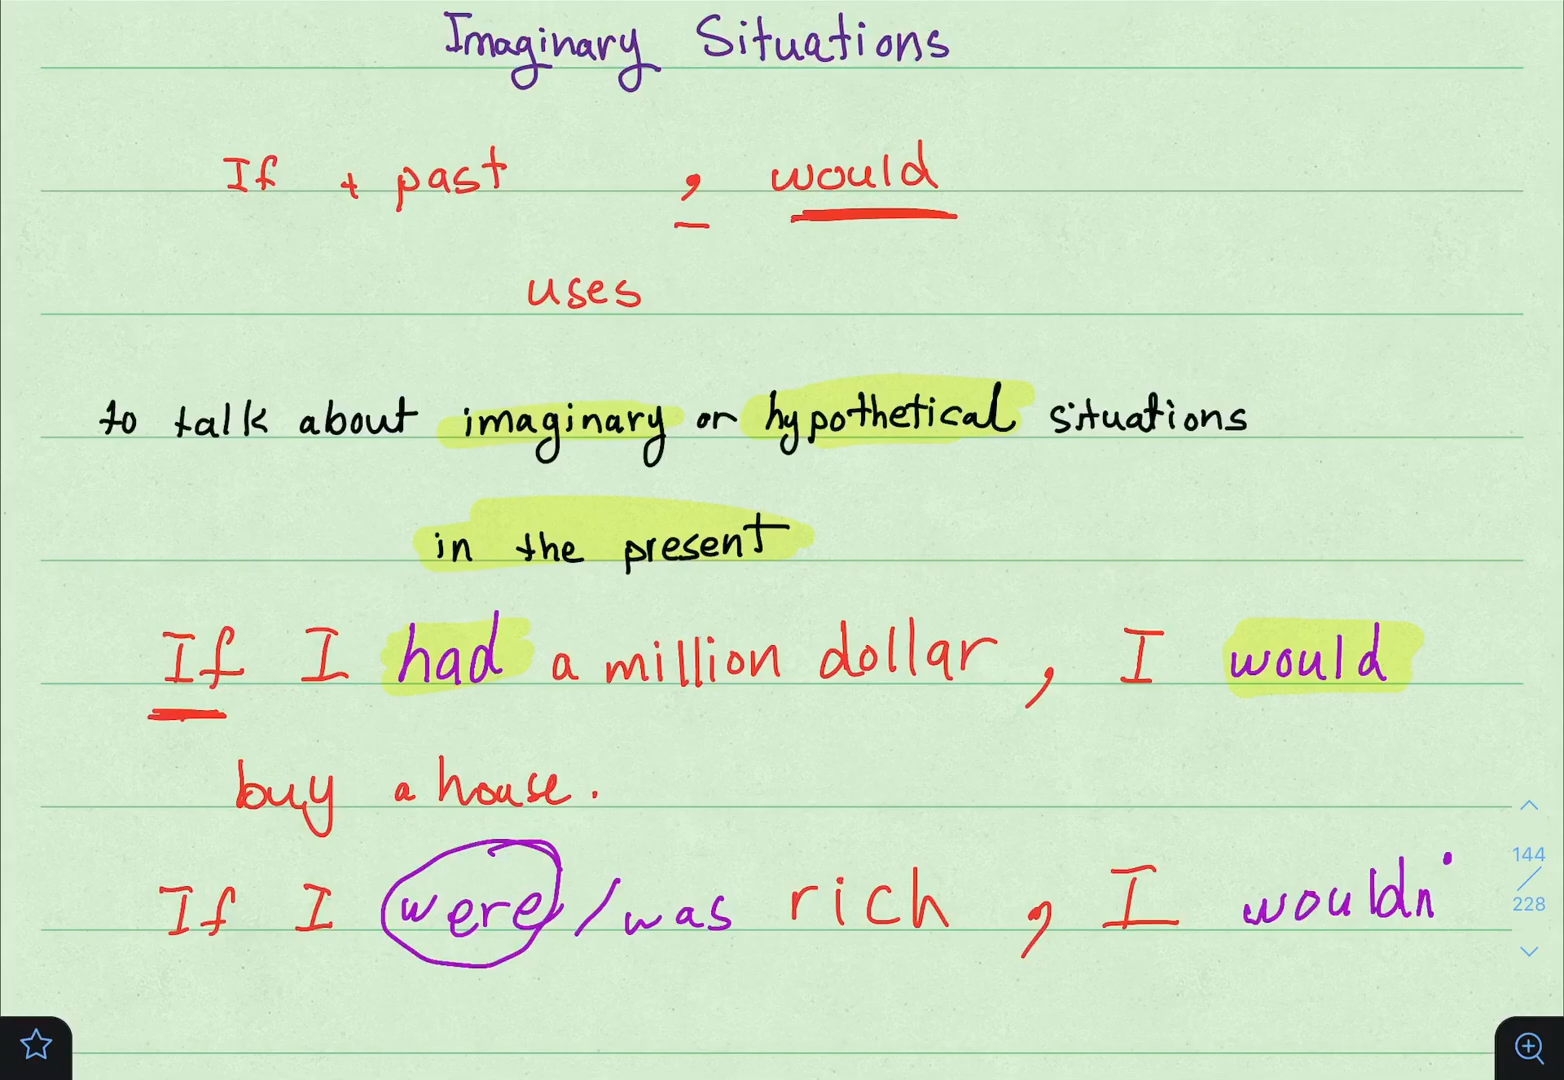 Imaginary Situations
If + past , would
uses
to talk about imaginary or hypothetical situations
in the present
If I had a million dollar, I would
buy a house.
If I were/was rich, I wouldn'
144
/
228